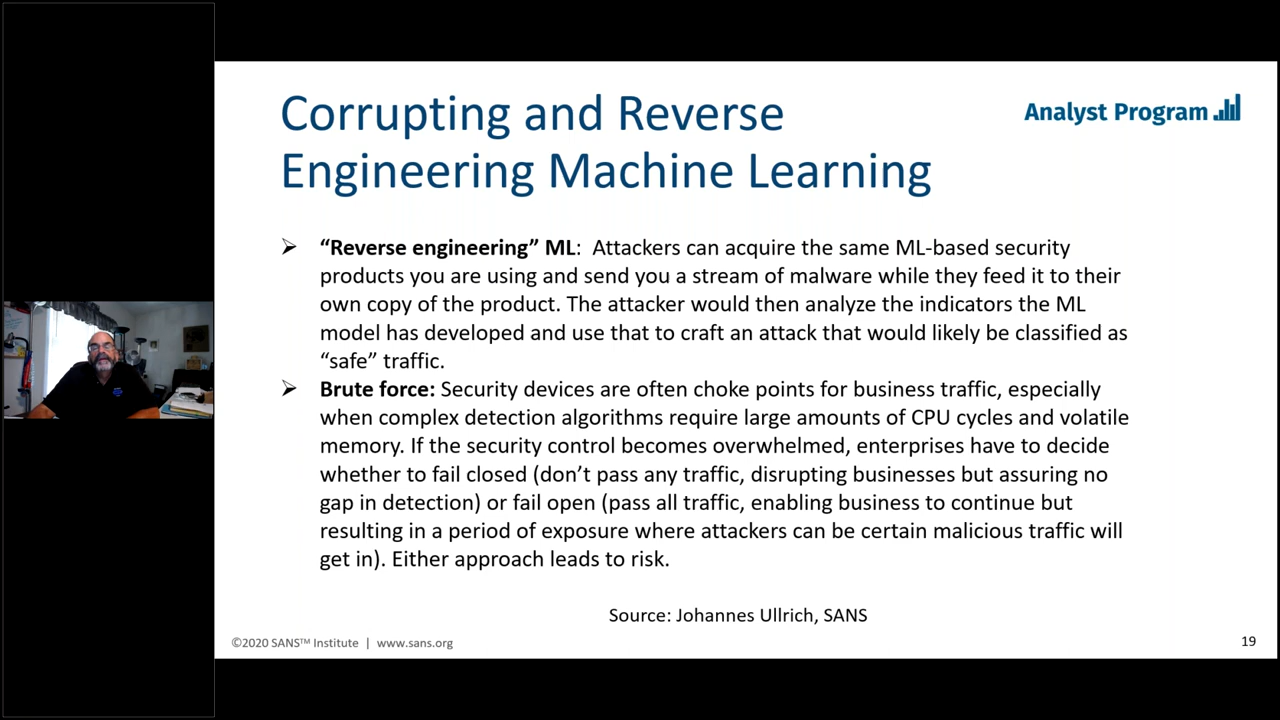 Corrupting and Reverse
Engineering Machine Learning
Analyst Program
➢ “Reverse engineering” ML: Attackers can acquire the same ML-based security
products you are using and send you a stream of malware while they feed it to their
own copy of the product. The attacker would then analyze the indicators the ML
model has developed and use that to craft an attack that would likely be classified as
“safe” traffic.
➢ Brute force: Security devices are often choke points for business traffic, especially
when complex detection algorithms require large amounts of CPU cycles and volatile
memory. If the security control becomes overwhelmed, enterprises have to decide
whether to fail closed (don’t pass any traffic, disrupting businesses but assuring no
gap in detection) or fail open (pass all traffic, enabling business to continue but
resulting in a period of exposure where attackers can be certain malicious traffic will
get in). Either approach leads to risk.
Source: Johannes Ullrich, SANS
©2020 SANS™ Institute | www.sans.org
19